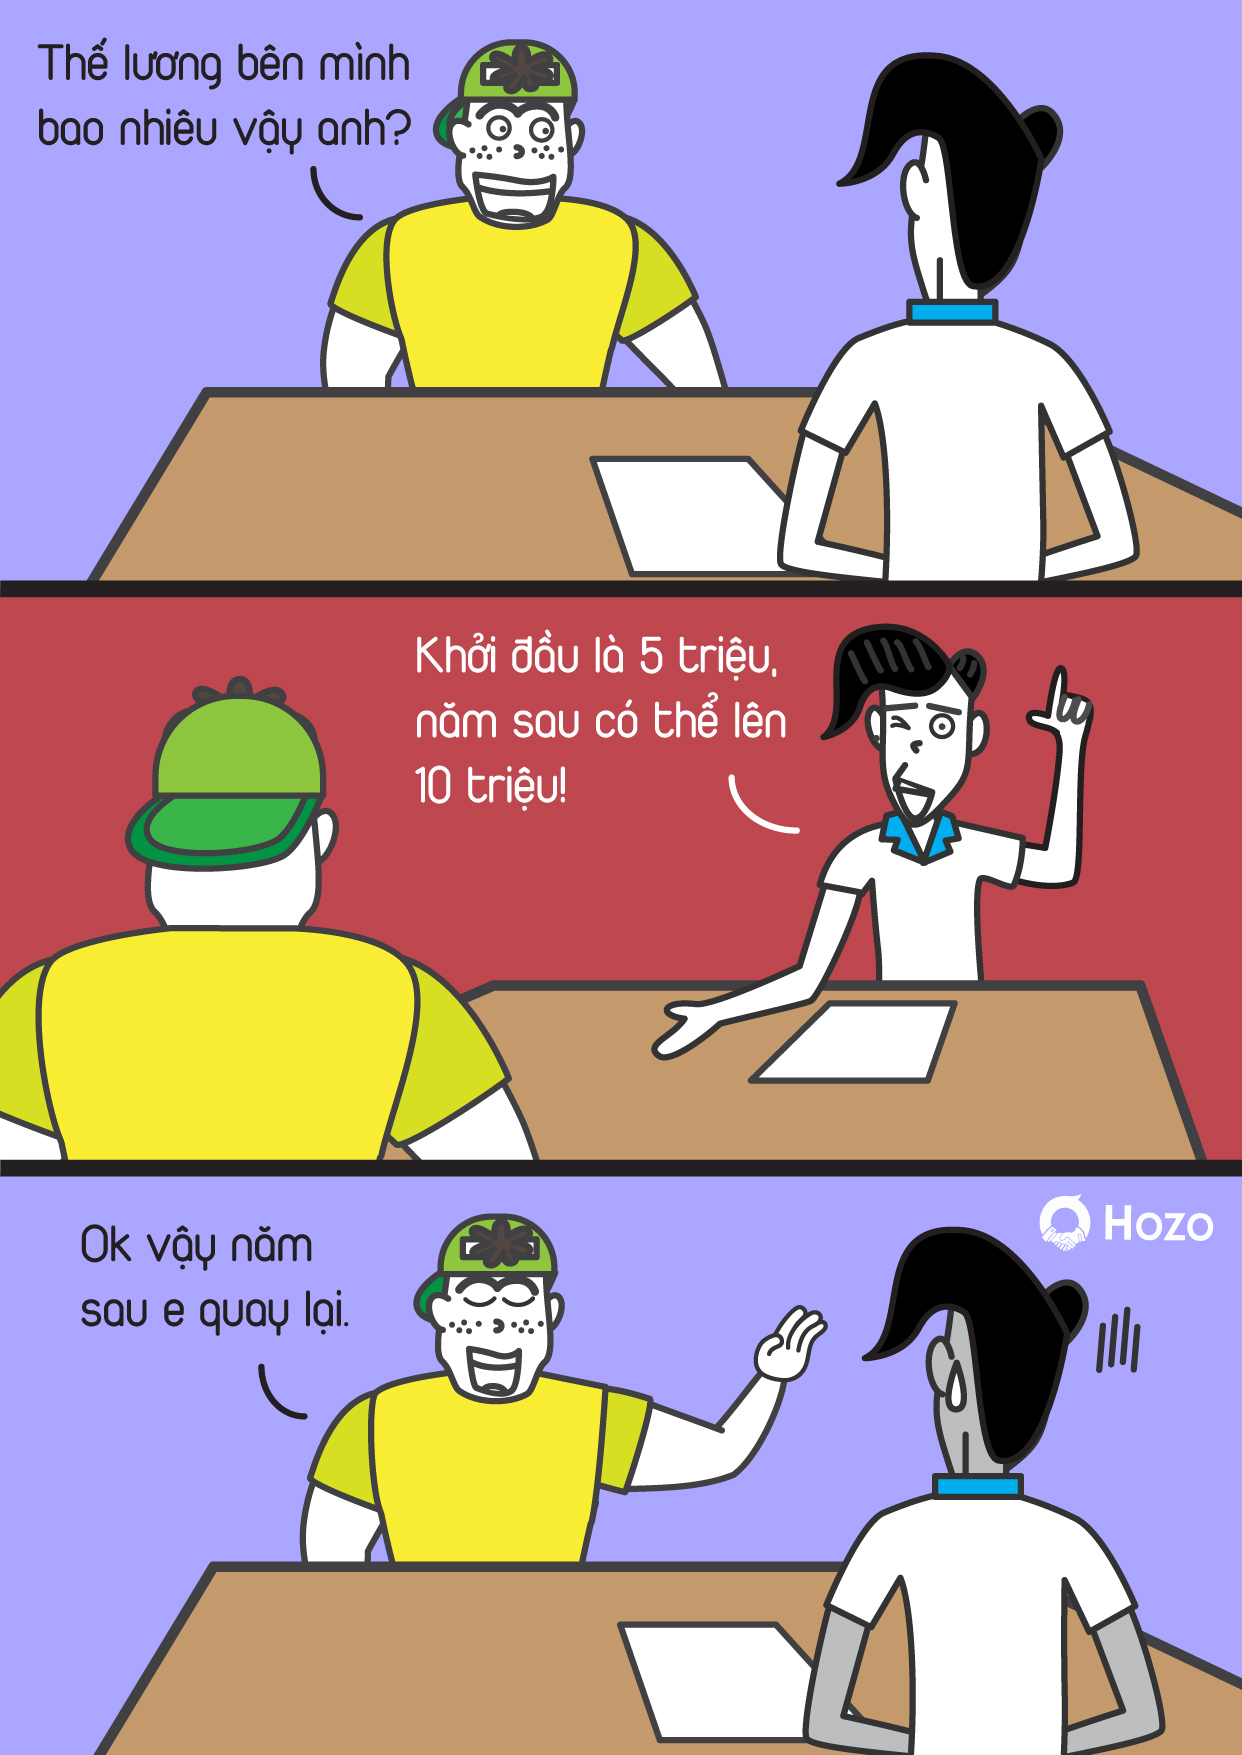 Thế lương bên mình
bao nhiêu vậy anh?
Khởi đầu là 5 triệu,
năm sau có thể lên
10 triệu!
Hozo
Ok vậy năm
sau e quay lại.